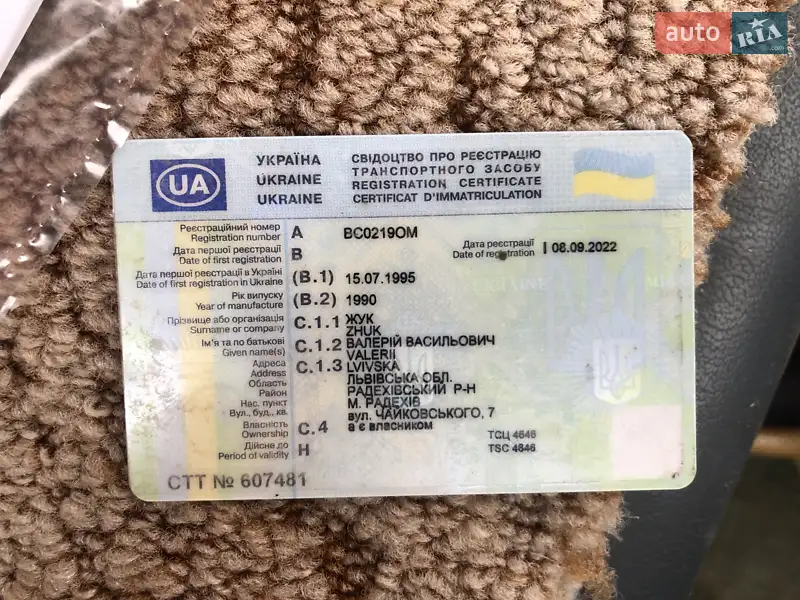 auto RIA .com
УКРАЇНА СВІДОЦТВО ПРО РЕЄСТРАЦІЮ
ТРАНСПОРТНОГО ЗАСОБУ
UKRAINE REGISTRATION CERTIFICATE
UKRAINE CERTIFICAT D'IMMATRICULATION
UA
Реєстраційний номер
Registration number A BC0219OM
Дата реєстрації
Date of registration I 08.09.2022
Дата першої реєстрації
Date of first registration B
Дата першої реєстрації в Україні
Date of first registration in Ukraine (B.1) 15.07.1995
Рік випуску
Year of manufacture (B.2) 1990
Прізвище або організація
Surname or company C.1.1 ЖУК
ZHUK
Ім'я та по батькові
Given name(s) C.1.2 ВАЛЕРІЙ ВАСИЛЬОВИЧ
VALERII
Адреса
Address C.1.3 LVIVSKA
Область ЛЬВІВСЬКА ОБЛ.
Район РАДЕХІВСЬКИЙ Р-Н
Нас. пункт М. РАДЕХІВ
Вул., буд., кв. вул. ЧАЙКОВСЬКОГО, 7
Власність
Ownership C.4 а є власником
Дійсне до
Period of validity H
ТСЦ 4646
TSC 4646
СТТ № 607481